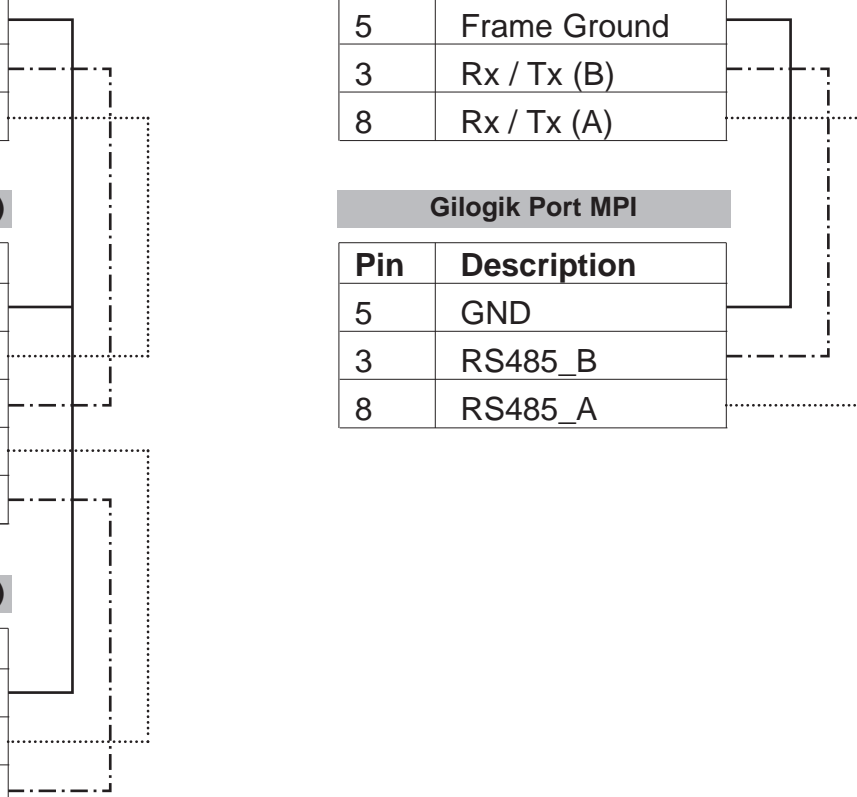 5 Frame Ground
3 Rx / Tx (B)
8 Rx / Tx (A)
)
Gilogik Port MPI
Pin Description
5 GND
3 RS485_B
8 RS485_A
)